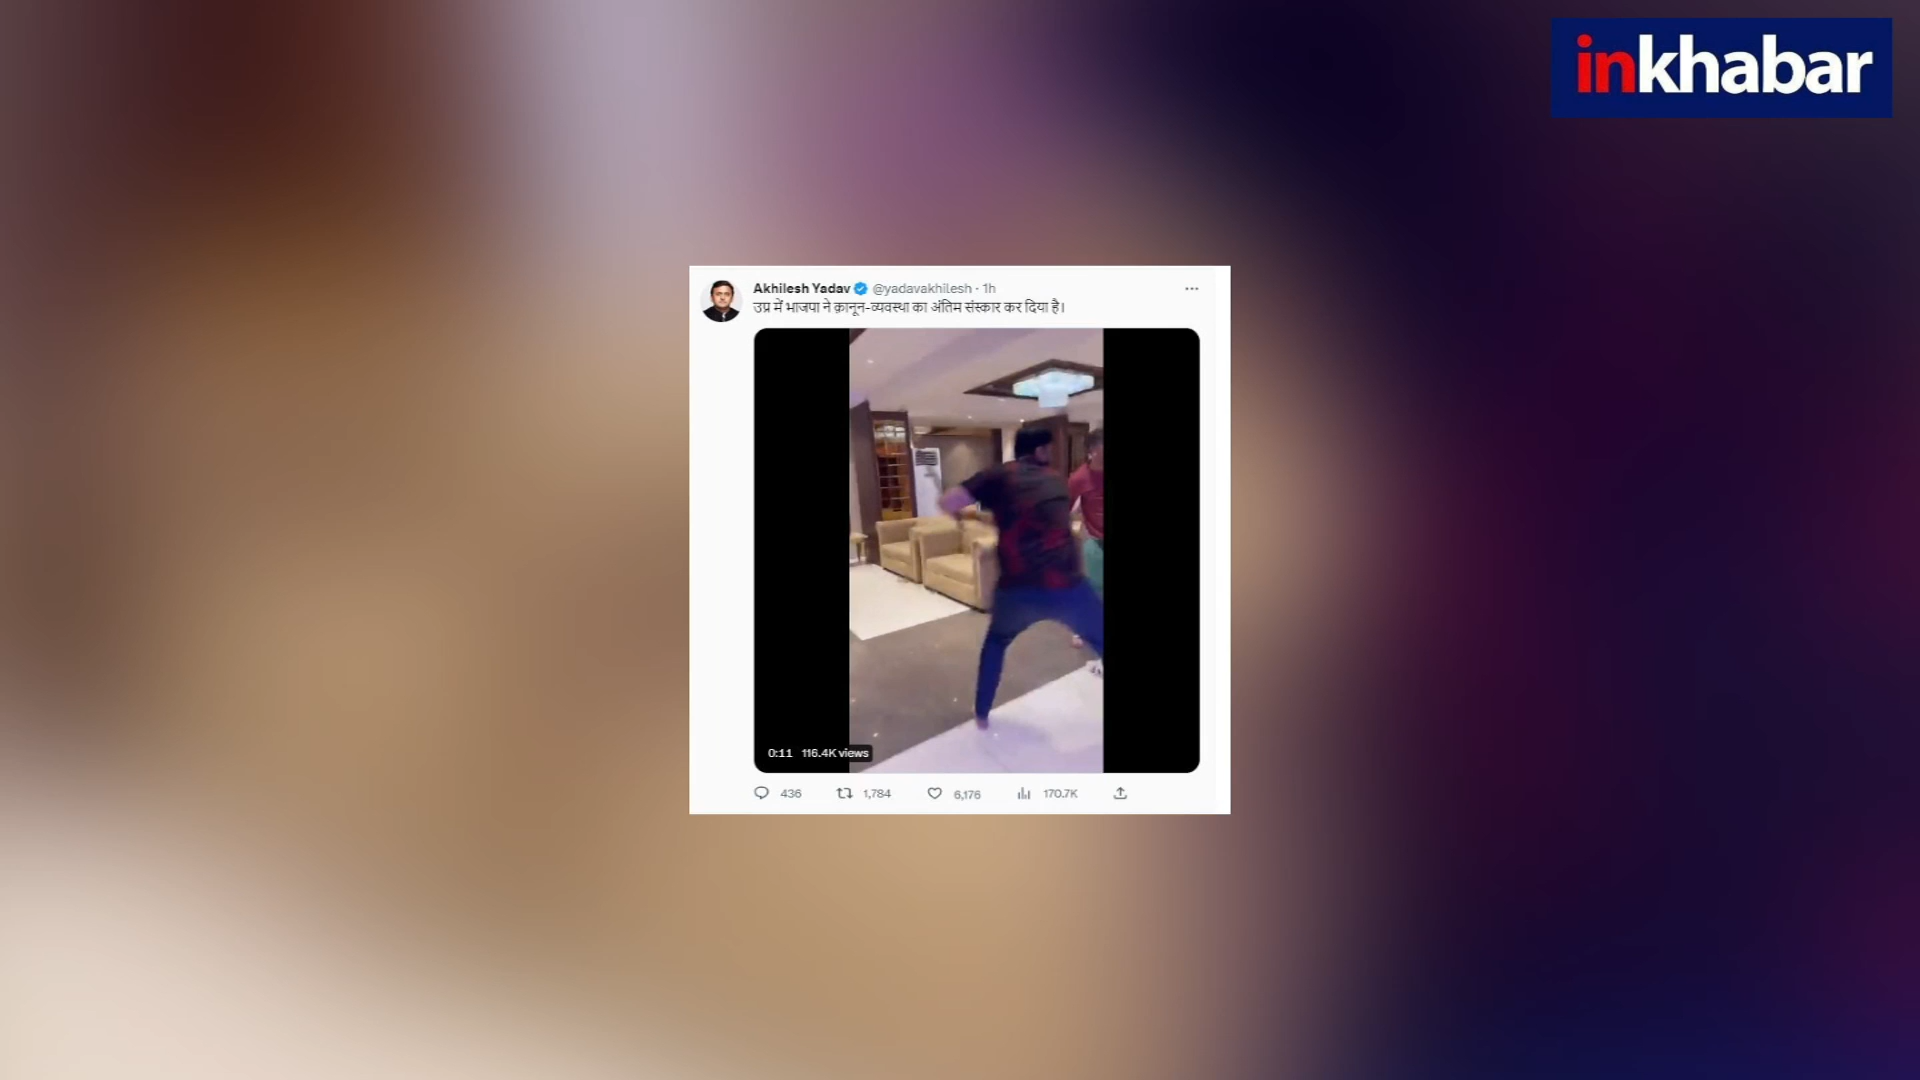 inkhabar
Akhilesh Yadav @yadavakhilesh · 1h
उप्र में भाजपा ने क़ानून-व्यवस्था का अंतिम संस्कार कर दिया है।
0:11 116.4K views
436 1,784 6,176 170.7K